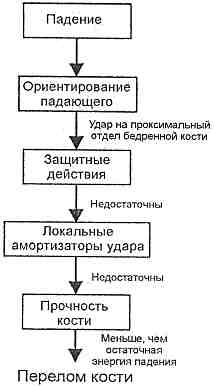 Падение
Ориентирование
падающего
Удар на проксимальный
отдел бедренной кости
Защитные
действия
Недостаточны
Локальные
амортизаторы удара
Недостаточны
Прочность
кости
Меньше, чем
остаточная
энергия падения
Перелом кости